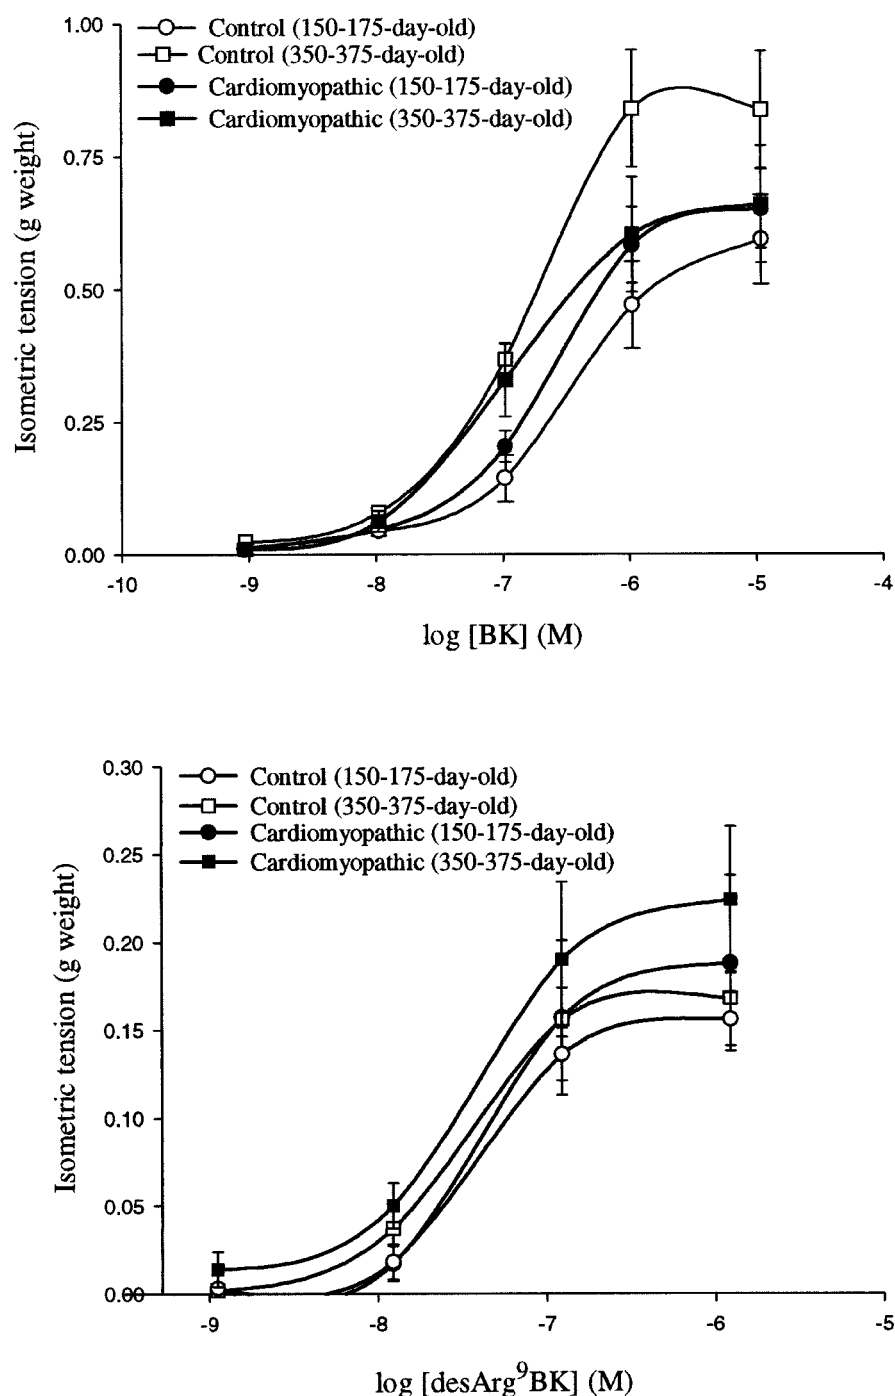 Control (150-175-day-old)
Control (350-375-day-old)
Cardiomyopathic (150-175-day-old)
Cardiomyopathic (350-375-day-old)
Isometric tension (g weight)
1.00
0.75
0.50
0.25
0.00
-10 -9 -8 -7 -6 -5 -4
log [BK] (M)
Control (150-175-day-old)
Control (350-375-day-old)
Cardiomyopathic (150-175-day-old)
Cardiomyopathic (350-375-day-old)
Isometric tension (g weight)
0.30
0.25
0.20
0.15
0.10
0.05
0.00
-9 -8 -7 -6 -5
log [desArg⁹BK] (M)